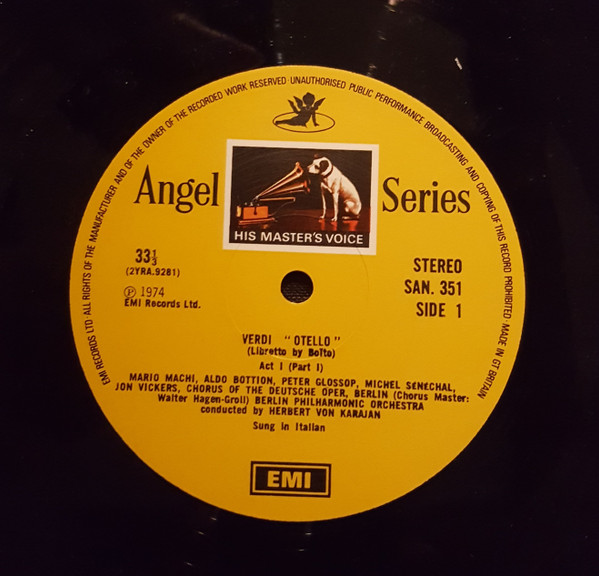 EMI RECORDS LTD · ALL RIGHTS OF THE MANUFACTURER AND OF THE OWNER OF THE RECORDED WORK RESERVED · UNAUTHORISED PUBLIC PERFORMANCE BROADCASTING AND COPYING OF THIS RECORD PROHIBITED MADE IN GT BRITAIN
Angel Series
HIS MASTER'S VOICE
33⅓
(2YRA.9281)
℗ 1974
EMI Records Ltd.
STEREO
SAN. 351
SIDE 1
VERDI "OTELLO"
(Libretto by Boïto)
Act I (Part I)
MARIO MACHI, ALDO BOTTION, PETER GLOSSOP, MICHEL SENECHAL,
JON VICKERS, CHORUS OF THE DEUTSCHE OPER, BERLIN (Chorus Master:
Walter Hagen-Groll) BERLIN PHILHARMONIC ORCHESTRA
conducted by HERBERT VON KARAJAN
Sung in Italian
EMI